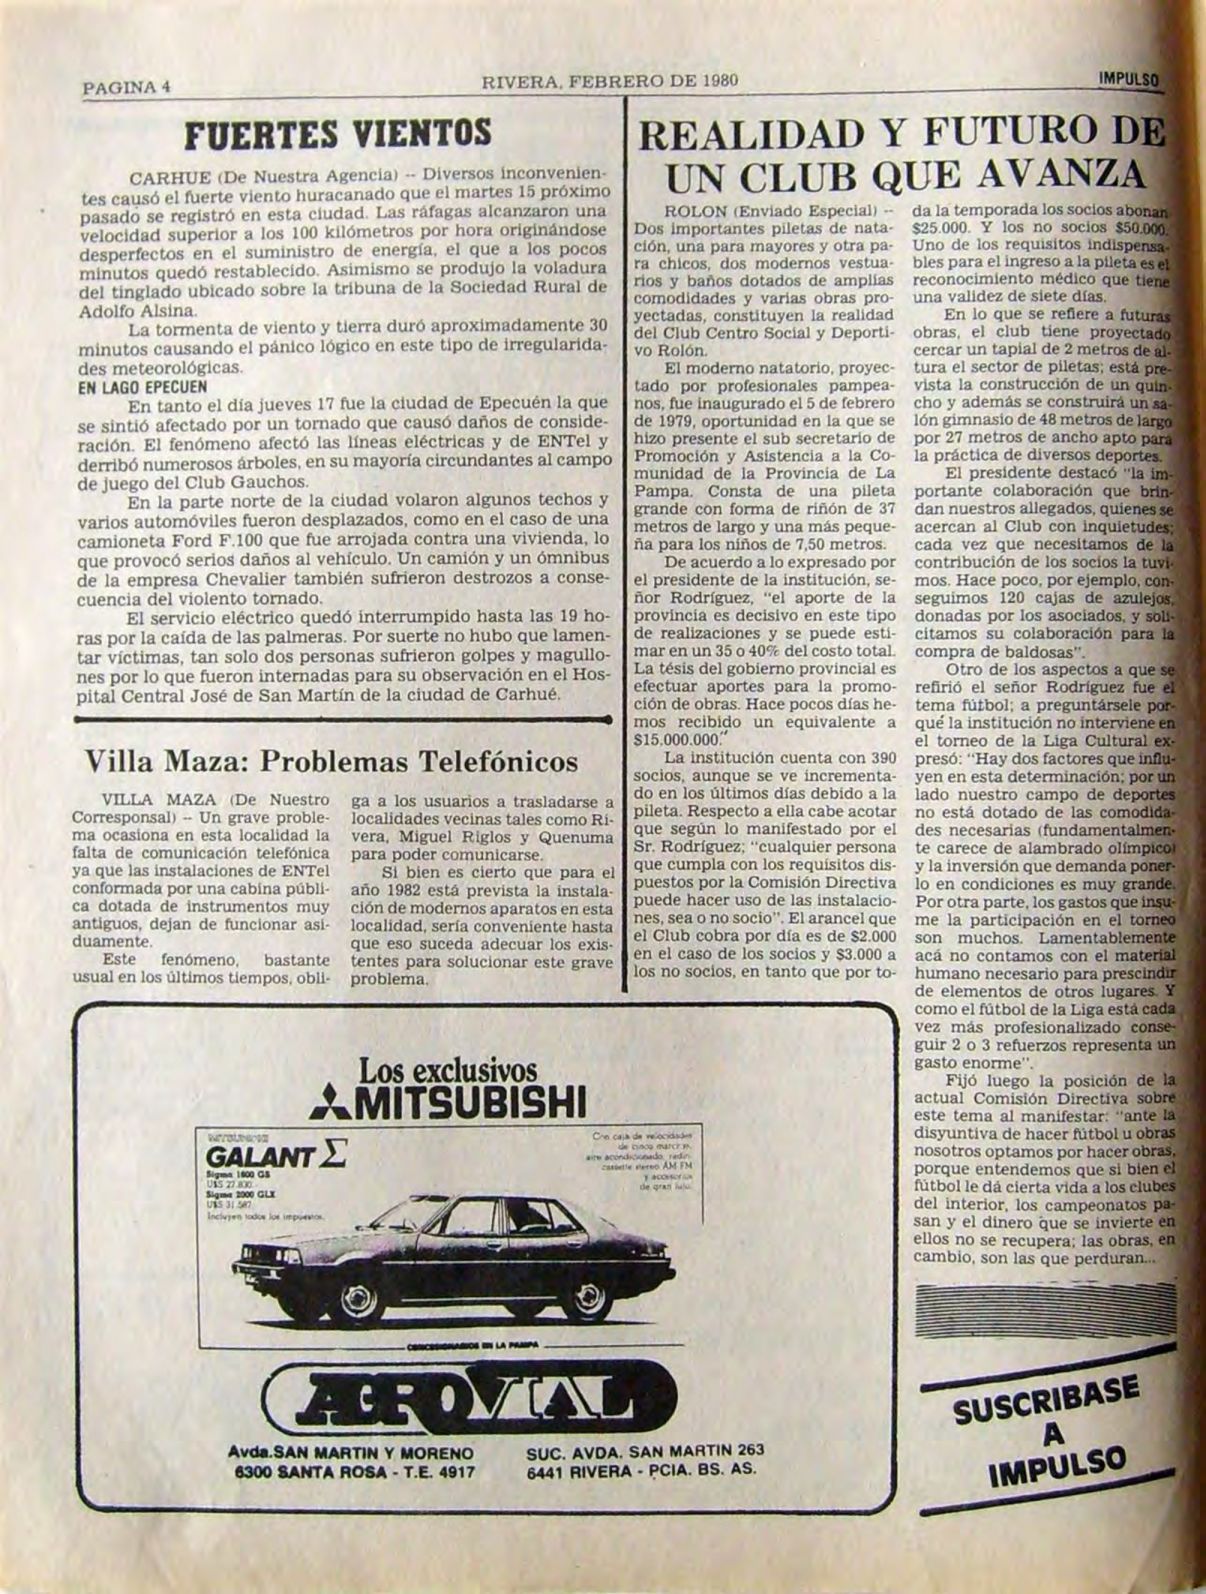 PAGINA 4
RIVERA, FEBRERO DE 1980
IMPULSO
FUERTES VIENTOS
CARHUE (De Nuestra Agencia) -- Diversos inconvenien-
tes causó el fuerte viento huracanado que el martes 15 próximo
pasado se registró en esta ciudad. Las ráfagas alcanzaron una
velocidad superior a los 100 kilómetros por hora originándose
desperfectos en el suministro de energía, el que a los pocos
minutos quedó restablecido. Asimismo se produjo la voladura
del tinglado ubicado sobre la tribuna de la Sociedad Rural de
Adolfo Alsina.
La tormenta de viento y tierra duró aproximadamente 30
minutos causando el pánico lógico en este tipo de irregularida-
des meteorológicas.
EN LAGO EPECUEN
En tanto el día jueves 17 fue la ciudad de Epecuén la que
se sintió afectado por un tornado que causó daños de conside-
ración. El fenómeno afectó las líneas eléctricas y de ENTel y
derribó numerosos árboles, en su mayoría circundantes al campo
de juego del Club Gauchos.
En la parte norte de la ciudad volaron algunos techos y
varios automóviles fueron desplazados, como en el caso de una
camioneta Ford F.100 que fue arrojada contra una vivienda, lo
que provocó serios daños al vehículo. Un camión y un ómnibus
de la empresa Chevalier también sufrieron destrozos a conse-
cuencia del violento tornado.
El servicio eléctrico quedó interrumpido hasta las 19 ho-
ras por la caída de las palmeras. Por suerte no hubo que lamen-
tar víctimas, tan solo dos personas sufrieron golpes y magullo-
nes por lo que fueron internadas para su observación en el Hos-
pital Central José de San Martín de la ciudad de Carhué.
Villa Maza: Problemas Telefónicos
VILLA MAZA (De Nuestro
Corresponsal) -- Un grave proble-
ma ocasiona en esta localidad la
falta de comunicación telefónica
ya que las instalaciones de ENTel
conformada por una cabina públi-
ca dotada de instrumentos muy
antiguos, dejan de funcionar asi-
duamente.
Este fenómeno, bastante
usual en los últimos tiempos, obli-
ga a los usuarios a trasladarse a
localidades vecinas tales como Ri-
vera, Miguel Riglos y Quenuma
para poder comunicarse.
Si bien es cierto que para el
año 1982 está prevista la instala-
ción de modernos aparatos en esta
localidad, sería conveniente hasta
que eso suceda adecuar los exis-
tentes para solucionar este grave
problema.
REALIDAD Y FUTURO DE
UN CLUB QUE AVANZA
ROLON (Enviado Especial) --
Dos importantes piletas de nata-
ción, una para mayores y otra pa-
ra chicos, dos modernos vestua-
rios y baños dotados de amplias
comodidades y varias obras pro-
yectadas, constituyen la realidad
del Club Centro Social y Deporti-
vo Rolón.
El moderno natatorio, proyec-
tado por profesionales pampea-
nos, fue inaugurado el 5 de febrero
de 1979, oportunidad en la que se
hizo presente el sub secretario de
Promoción y Asistencia a la Co-
munidad de la Provincia de La
Pampa. Consta de una pileta
grande con forma de riñón de 37
metros de largo y una más peque-
ña para los niños de 7,50 metros.
De acuerdo a lo expresado por
el presidente de la institución, se-
ñor Rodríguez, "el aporte de la
provincia es decisivo en este tipo
de realizaciones y se puede esti-
mar en un 35 o 40% del costo total.
La tésis del gobierno provincial es
efectuar aportes para la promo-
ción de obras. Hace pocos días he-
mos recibido un equivalente a
$15.000.000."
La institución cuenta con 390
socios, aunque se ve incrementa-
do en los últimos días debido a la
pileta. Respecto a ella cabe acotar
que según lo manifestado por el
Sr. Rodríguez; "cualquier persona
que cumpla con los requisitos dis-
puestos por la Comisión Directiva
puede hacer uso de las instalacio-
nes, sea o no socio". El arancel que
el Club cobra por día es de $2.000
en el caso de los socios y $3.000 a
los no socios, en tanto que por to-
da la temporada los socios abonan
$25.000. Y los no socios $50.000.
Uno de los requisitos indispensa-
bles para el ingreso a la pileta es el
reconocimiento médico que tiene
una validez de siete días.
En lo que se refiere a futuras
obras, el club tiene proyectado
cercar un tapial de 2 metros de al-
tura el sector de piletas; está pre-
vista la construcción de un quin-
cho y además se construirá un sa-
lón gimnasio de 48 metros de largo
por 27 metros de ancho apto para
la práctica de diversos deportes.
El presidente destacó "la im-
portante colaboración que brin-
dan nuestros allegados, quienes se
acercan al Club con inquietudes;
cada vez que necesitamos de la
contribución de los socios la tuvi-
mos. Hace poco, por ejemplo, con-
seguimos 120 cajas de azulejos,
donadas por los asociados, y soli-
citamos su colaboración para la
compra de baldosas".
Otro de los aspectos a que se
refirió el señor Rodríguez fue el
tema fútbol; a preguntársele por-
qué la institución no interviene en
el torneo de la Liga Cultural ex-
presó: "Hay dos factores que influ-
yen en esta determinación; por un
lado nuestro campo de deportes
no está dotado de las comodida-
des necesarias (fundamentalmen-
te carece de alambrado olímpico)
y la inversión que demanda poner-
lo en condiciones es muy grande.
Por otra parte, los gastos que insu-
me la participación en el torneo
son muchos. Lamentablemente
acá no contamos con el material
humano necesario para prescindir
de elementos de otros lugares. Y
como el fútbol de la Liga está cada
vez más profesionalizado conse-
guir 2 o 3 refuerzos representa un
gasto enorme".
Fijó luego la posición de la
actual Comisión Directiva sobre
este tema al manifestar: "ante la
disyuntiva de hacer fútbol u obras
nosotros optamos por hacer obras,
porque entendemos que si bien el
fútbol le dá cierta vida a los clubes
del interior, los campeonatos pa-
san y el dinero que se invierte en
ellos no se recupera; las obras, en
cambio, son las que perduran...
Los exclusivos
MITSUBISHI
MITSUBISHI
GALANT Σ
Sigma 1600 GS
U$S 27.800
Sigma 2000 GLX
U$S 31.587
Incluyen todos los impuestos.
Con caja de velocidades
de cinco marchas,
aire acondicionado, radio
cassette stereo AM FM
y accesorios
de gran lujo.
CONCESIONARIOS EN LA PAMPA
AEROVIAL
Avda.SAN MARTIN Y MORENO
6300 SANTA ROSA - T.E. 4917
SUC. AVDA. SAN MARTIN 263
6441 RIVERA - PCIA. BS. AS.
SUSCRIBASE
A
IMPULSO